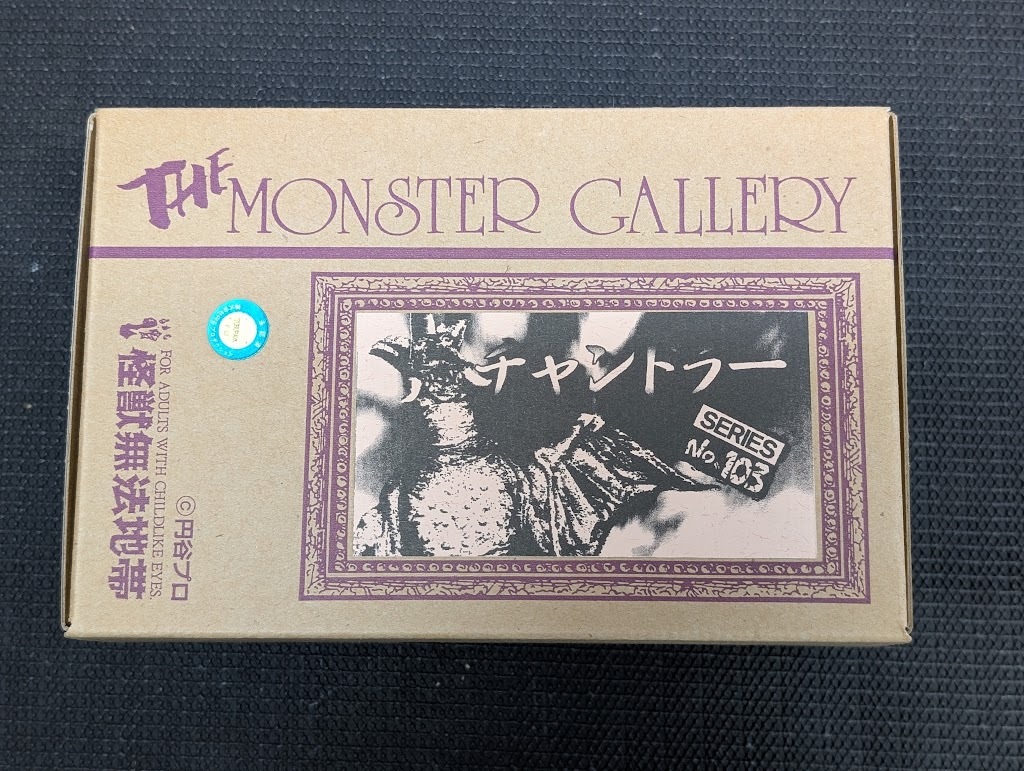 THE MONSTER GALLERY
チャントラー
SERIES
No.103
怪獣無法地帯
FOR ADULTS WITH CHILDLIKE EYES
©円谷プロ